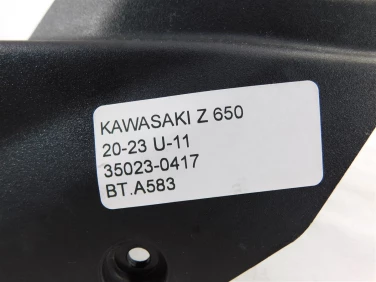 KAWASAKI Z 650
20-23 U-11
35023-0417
BT.A583